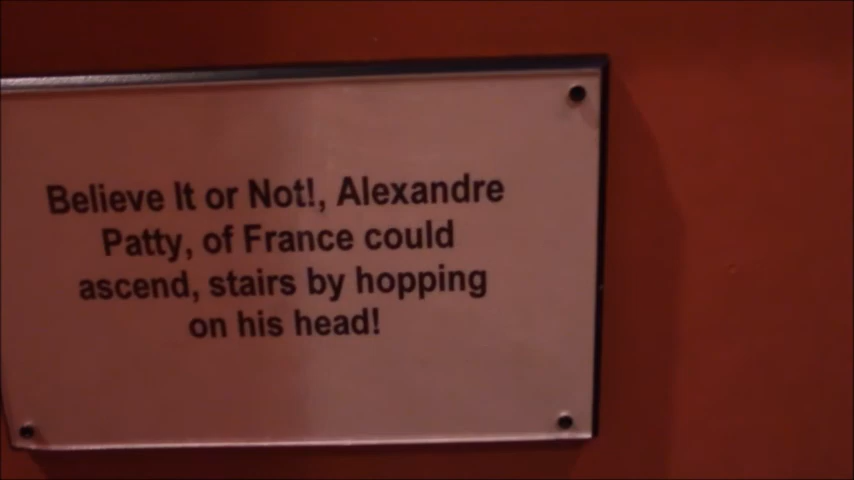 Believe It or Not!, Alexandre
Patty, of France could
ascend, stairs by hopping
on his head!